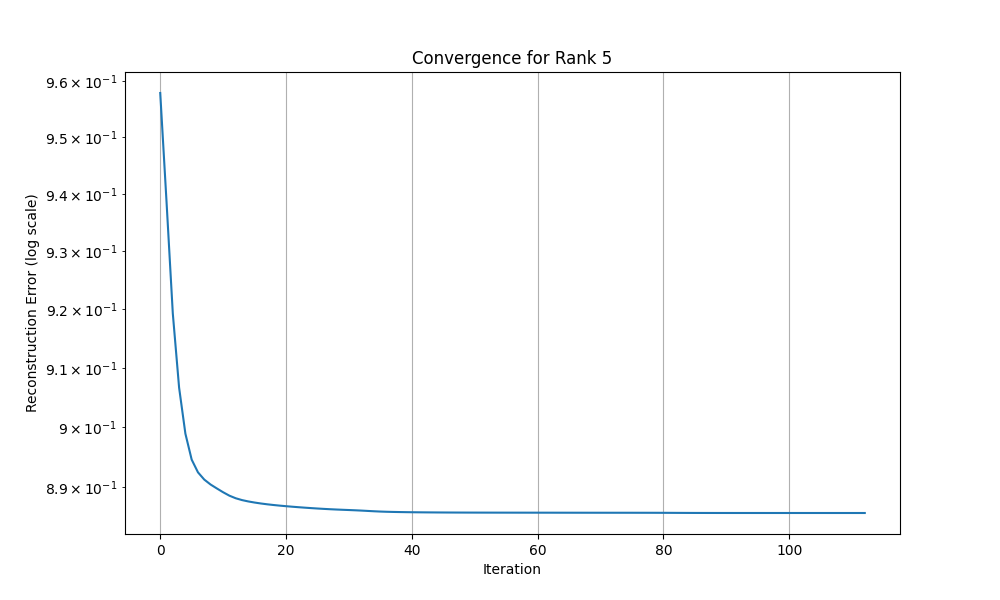 Convergence for Rank 5
9.6 × 10⁻¹
9.5 × 10⁻¹
9.4 × 10⁻¹
9.3 × 10⁻¹
9.2 × 10⁻¹
9.1 × 10⁻¹
9 × 10⁻¹
8.9 × 10⁻¹
Reconstruction Error (log scale)
0 20 40 60 80 100
Iteration